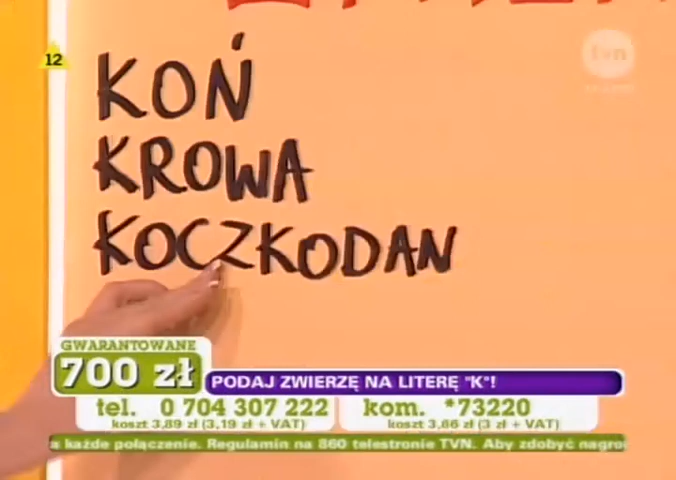 12
tvn
KOŃ
KROWA
KOCZKODAN
GWARANTOWANE
700 zł
PODAJ ZWIERZĘ NA LITERĘ "K"!
tel. 0 704 307 222
koszt 3,89 zł (3,19 zł + VAT)
kom. *73220
koszt 3,66 zł (3 zł + VAT)
każde połączenie. Regulamin na 860 telestronie TVN. Aby zdobyć